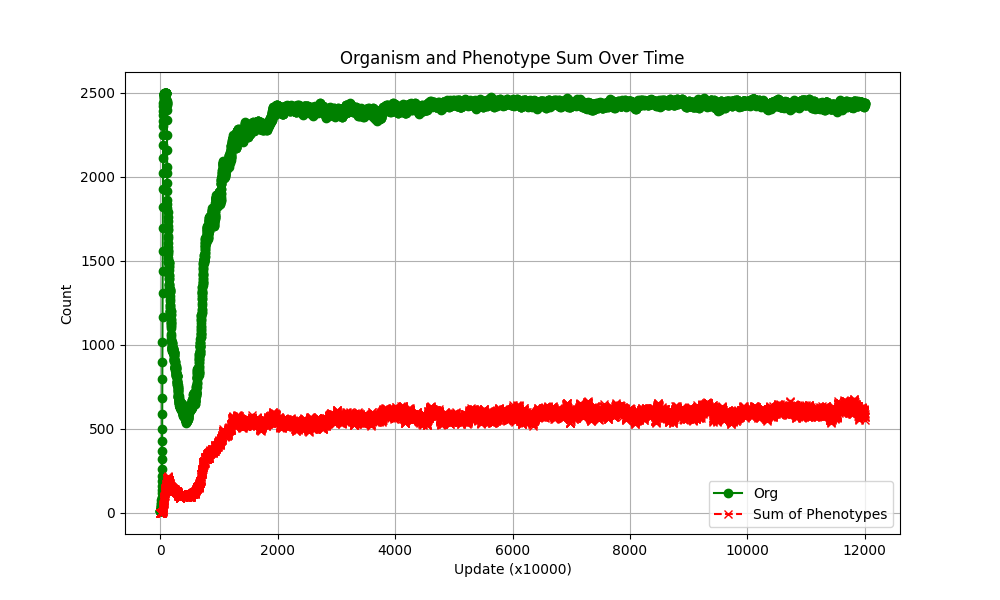 Organism and Phenotype Sum Over Time
Count
2500
2000
1500
1000
500
0
0 2000 4000 6000 8000 10000 12000
Update (x10000)
Org
Sum of Phenotypes